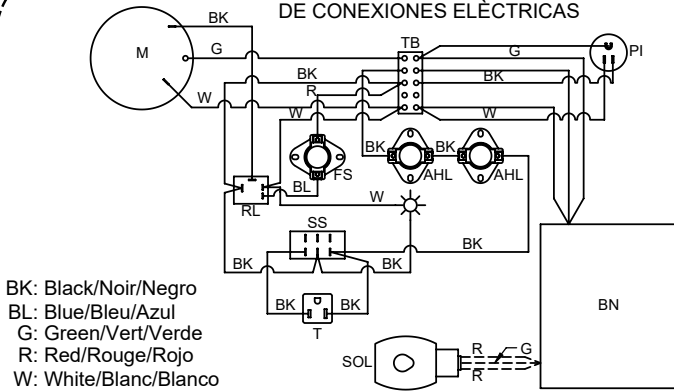 DE CONEXIONES ELÈCTRICAS
BK
TB
M
G
G
PI
BK
BK
R
W
W
W
BK
BK
FS
AHL
AHL
BL
RL
W
SS
BK
BK
BK
BK
BK
T
BN
BK: Black/Noir/Negro
BL: Blue/Bleu/Azul
G: Green/Vert/Verde
R: Red/Rouge/Rojo
W: White/Blanc/Blanco
SOL
R
G
R